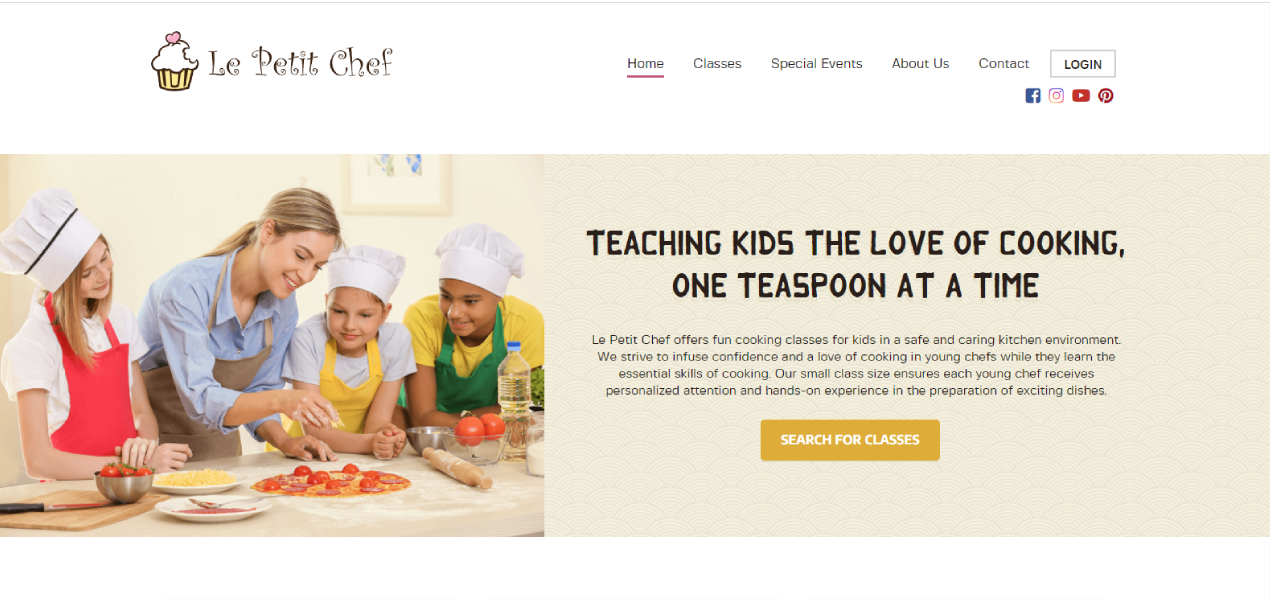 Le Petit Chef
Home Classes Special Events About Us Contact LOGIN
TEACHING KIDS THE LOVE OF COOKING,
ONE TEASPOON AT A TIME
Le Petit Chef offers fun cooking classes for kids in a safe and caring kitchen environment.
We strive to infuse confidence and a love of cooking in young chefs while they learn the
essential skills of cooking. Our small class size ensures each young chef receives
personalized attention and hands-on experience in the preparation of exciting dishes.
SEARCH FOR CLASSES